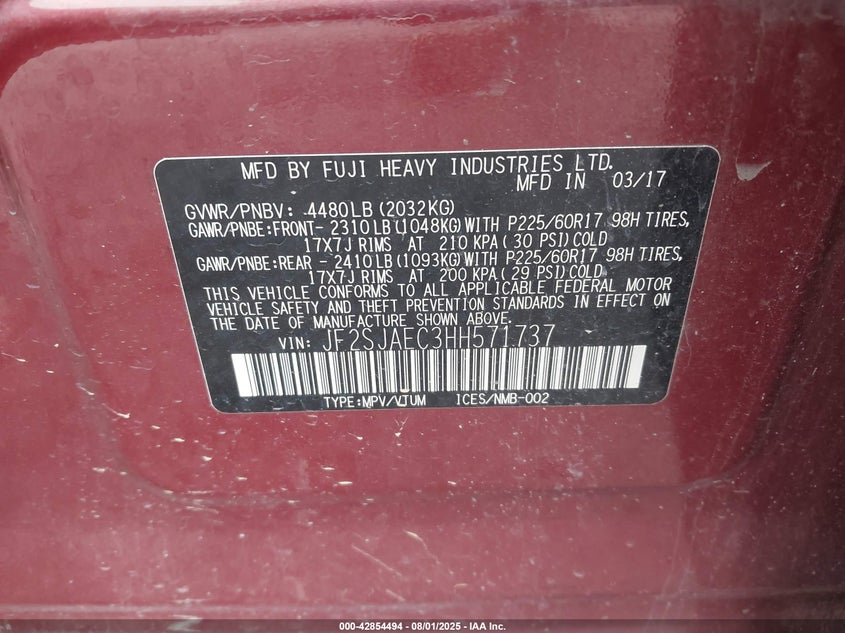 MFD BY FUJI HEAVY INDUSTRIES LTD.
MFD IN 03/17
GVWR/PNBV: 4480LB (2032KG)
GAWR/PNBE:FRONT- 2310 LB (1048KG) WITH P225/60R17 98H TIRES,
17X7J RIMS AT 210 KPA ( 30 PSI) COLD
GAWR/PNBE:REAR - 2410 LB (1093KG) WITH P225/60R17 98H TIRES,
17X7J RIMS AT 200 KPA ( 29 PSI) COLD
THIS VEHICLE CONFORMS TO ALL APPLICABLE FEDERAL MOTOR
VEHICLE SAFETY AND THEFT PREVENTION STANDARDS IN EFFECT ON
THE DATE OF MANUFACTURE SHOWN ABOVE.
VIN: JF2SJAEC3HH571737
TYPE:MPV/VTUM ICES/NMB-002
000-42854494 - 08/01/2025 - IAA Inc.